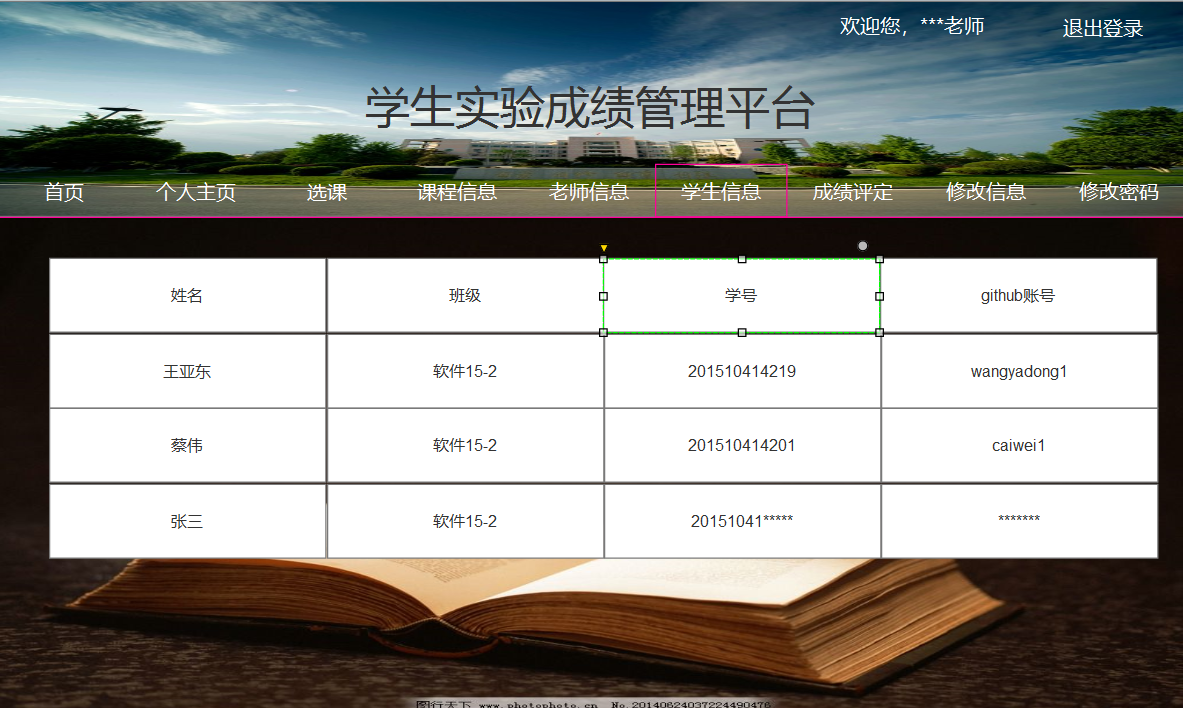 欢迎您，***老师 退出登录
学生实验成绩管理平台
首页 个人主页 选课 课程信息 老师信息 学生信息 成绩评定 修改信息 修改密码
姓名 班级 学号 github账号
王亚东 软件15-2 201510414219 wangyadong1
蔡伟 软件15-2 201510414201 caiwei1
张三 软件15-2 20151041***** *******
图行天下 www.photophoto.cn No.20140624037224490476